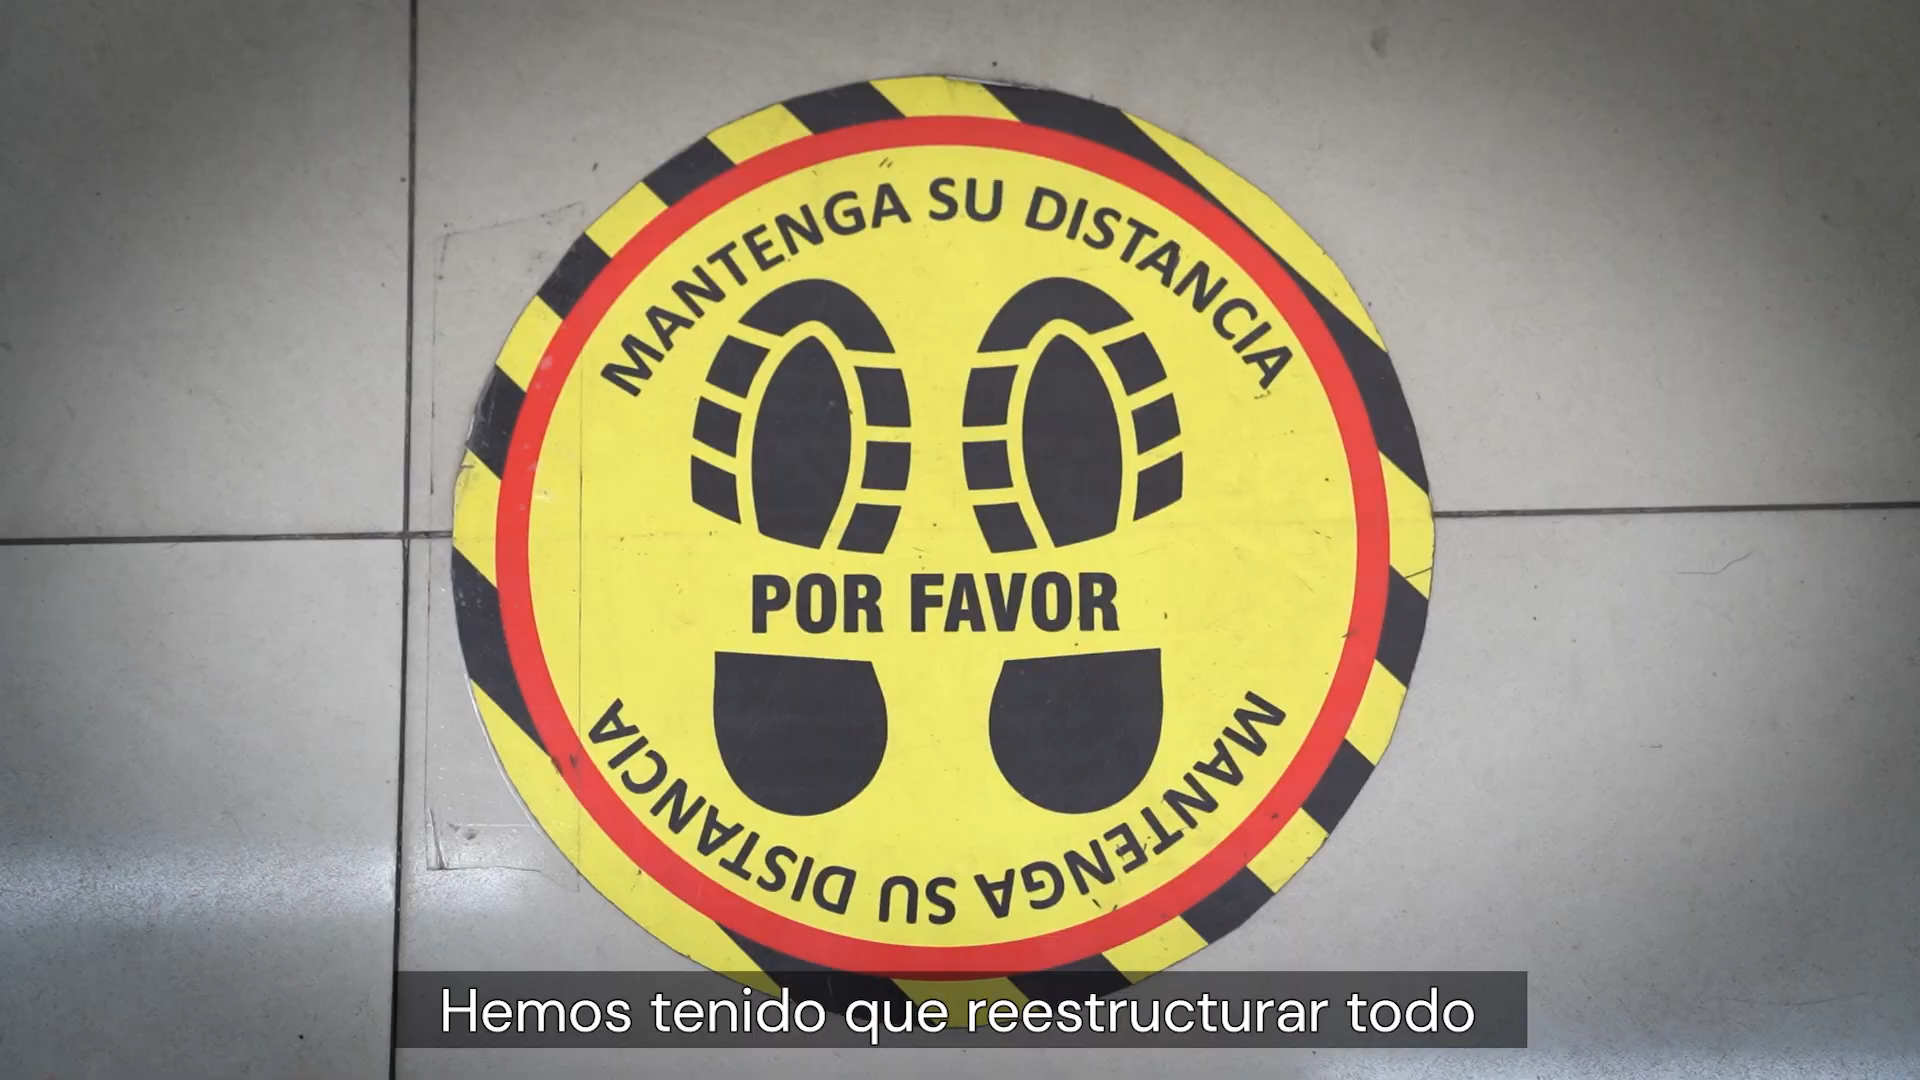 MANTENGA SU DISTANCIA
POR FAVOR
MANTENGA SU DISTANCIA
Hemos tenido que reestructurar todo